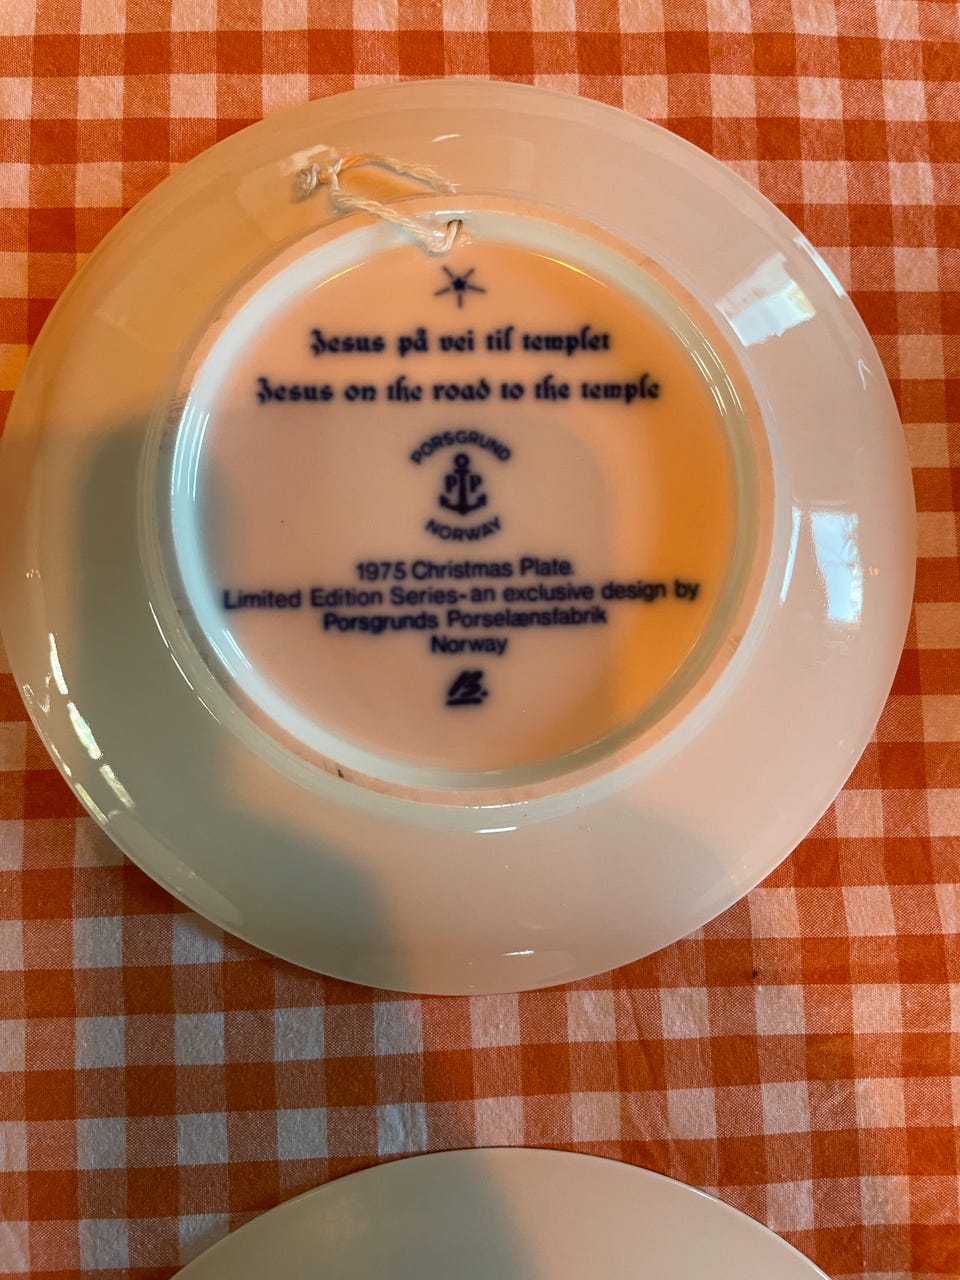 Jesus på vei til templet
Jesus on the road to the temple
PORSGRUND
P P
NORWAY
1975 Christmas Plate.
Limited Edition Series-an exclusive design by
Porsgrunds Porselænsfabrik
Norway